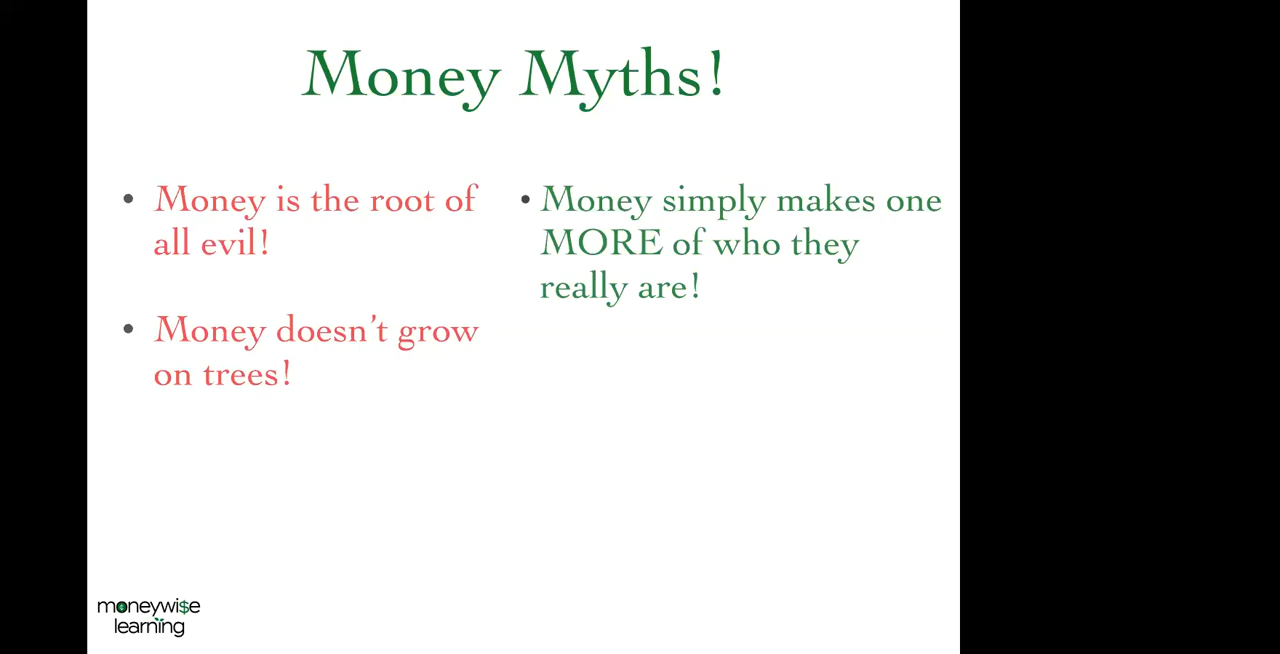 Money Myths!
Money is the root of
all evil!
Money doesn't grow
on trees!
Money simply makes one
MORE of who they
really are!
moneywi$e
learning